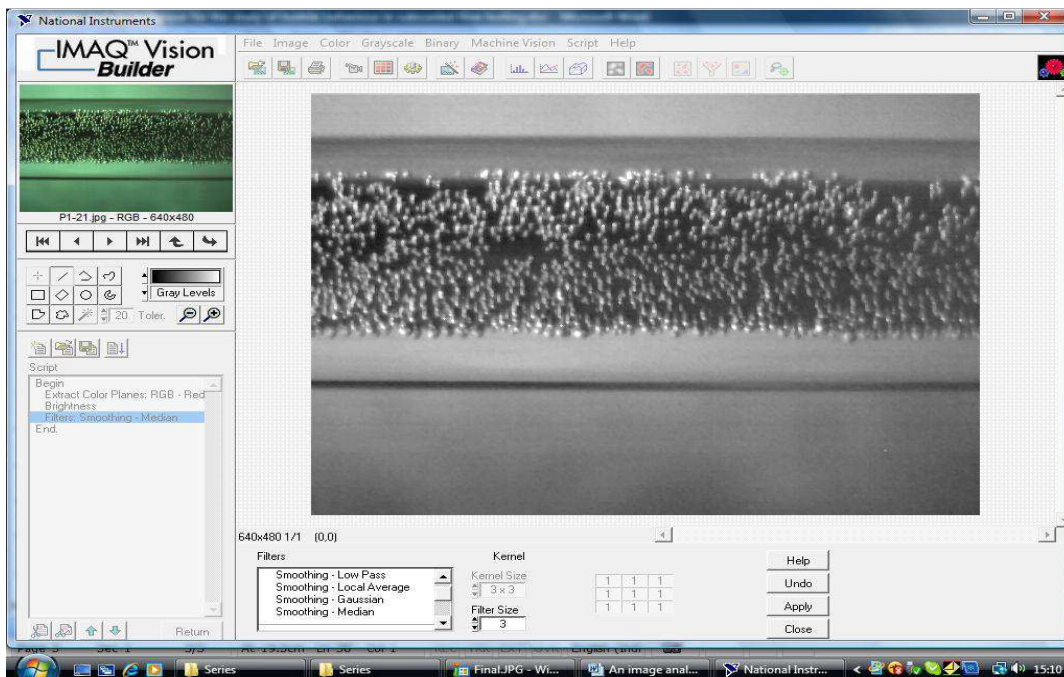 National Instruments
IMAQ™ Vision
Builder
File Image Color Grayscale Binary Machine Vision Script Help
P1-21.jpg - RGB - 640x480
Gray Levels
20 Toler.
Script
Begin
Extract Color Planes: RGB - Red
Brightness
Filters: Smoothing - Median
End.
Return
640x480 1/1 (0,0)
Filters
Smoothing - Low Pass
Smoothing - Local Average
Smoothing - Gaussian
Smoothing - Median
Kernel
Kernel Size
3 x 3
Filter Size
3
1 1 1
1 1 1
1 1 1
Help
Undo
Apply
Close
Series
Series
Final.JPG - Wi...
An image anal...
National Instr...
15:10